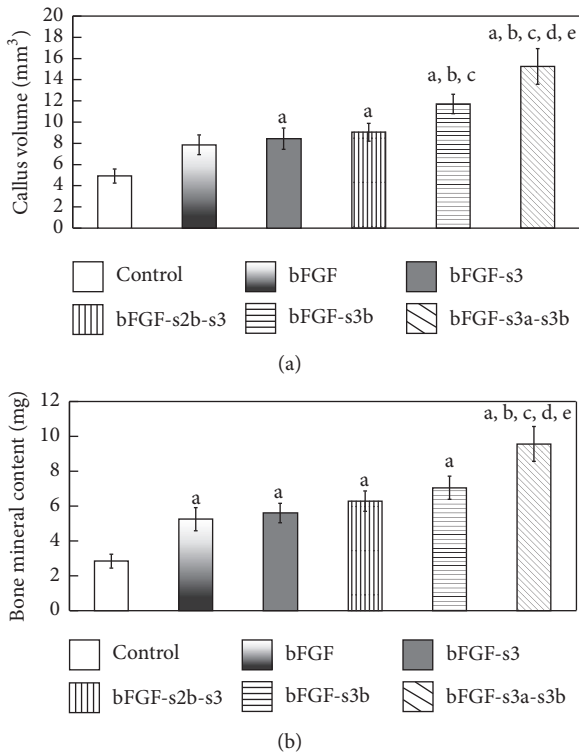 a, b, c, d, e
18
16
14
12
10
8
6
4
2
0
Callus volume (mm³)
a
a
a, b, c
Control
bFGF
bFGF-s3
bFGF-s2b-s3
bFGF-s3b
bFGF-s3a-s3b
(a)
12
10
8
6
4
2
0
Bone mineral content (mg)
a
a
a
a
a, b, c, d, e
Control
bFGF
bFGF-s3
bFGF-s2b-s3
bFGF-s3b
bFGF-s3a-s3b
(b)